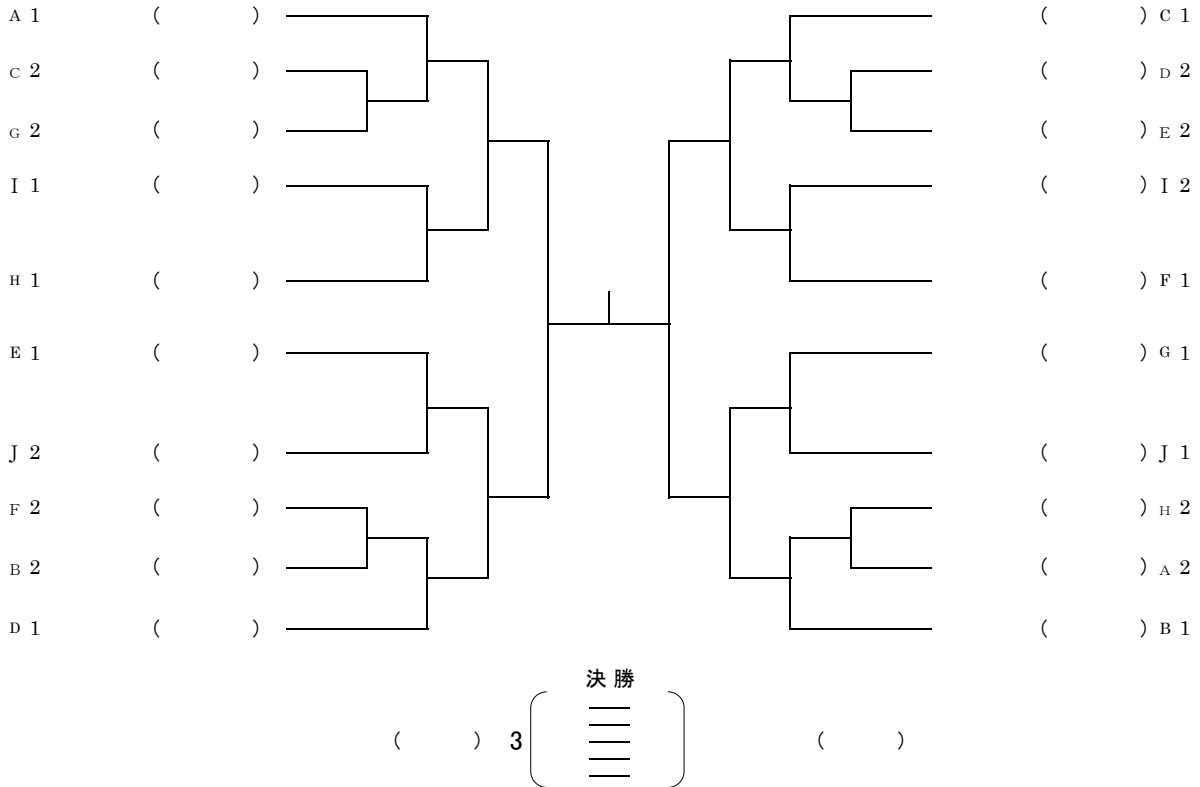 A 1 ( ) ( ) C 1
C 2 ( ) ( ) D 2
G 2 ( ) ( ) E 2
I 1 ( ) ( ) I 2
H 1 ( ) ( ) F 1
E 1 ( ) ( ) G 1
J 2 ( ) ( ) J 1
F 2 ( ) ( ) H 2
B 2 ( ) ( ) A 2
D 1 ( ) ( ) B 1
決 勝
( ) 3 ( )